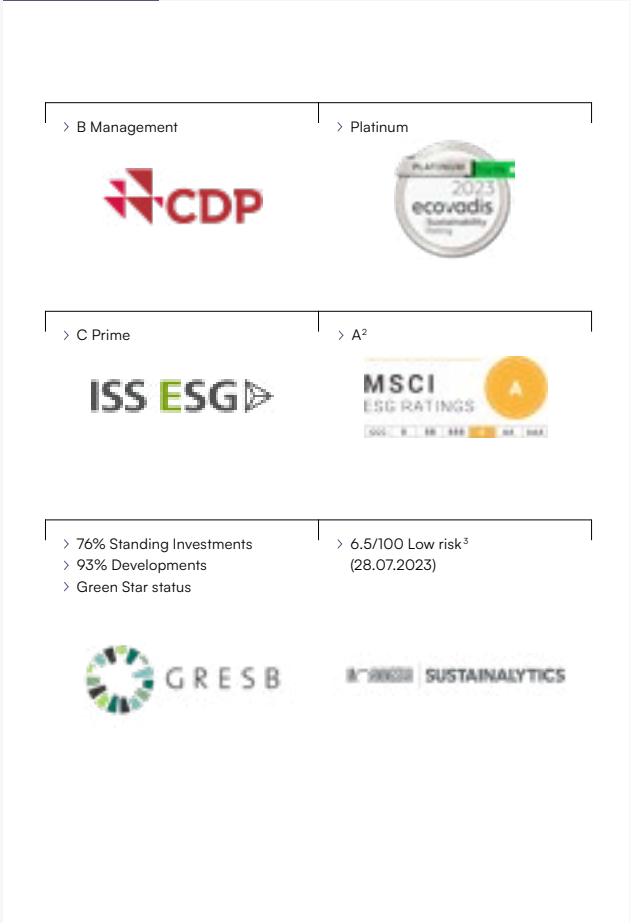 > B Management
> Platinum
CDP
PLATINUM
2023
ecovadis
Sustainability
Rating
> C Prime
> A²
ISS ESG
MSCI
ESG RATINGS
A
CCC B BB BBB A AA AAA
> 76% Standing Investments
> 93% Developments
> Green Star status
> 6.5/100 Low risk³
(28.07.2023)
GRESB
SUSTAINALYTICS